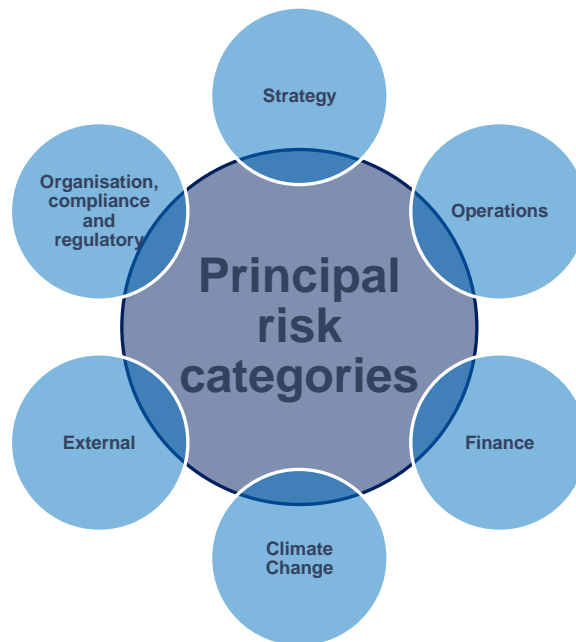 Strategy
Organisation,
compliance
and
regulatory
Operations
Principal
risk
categories
External
Finance
Climate
Change